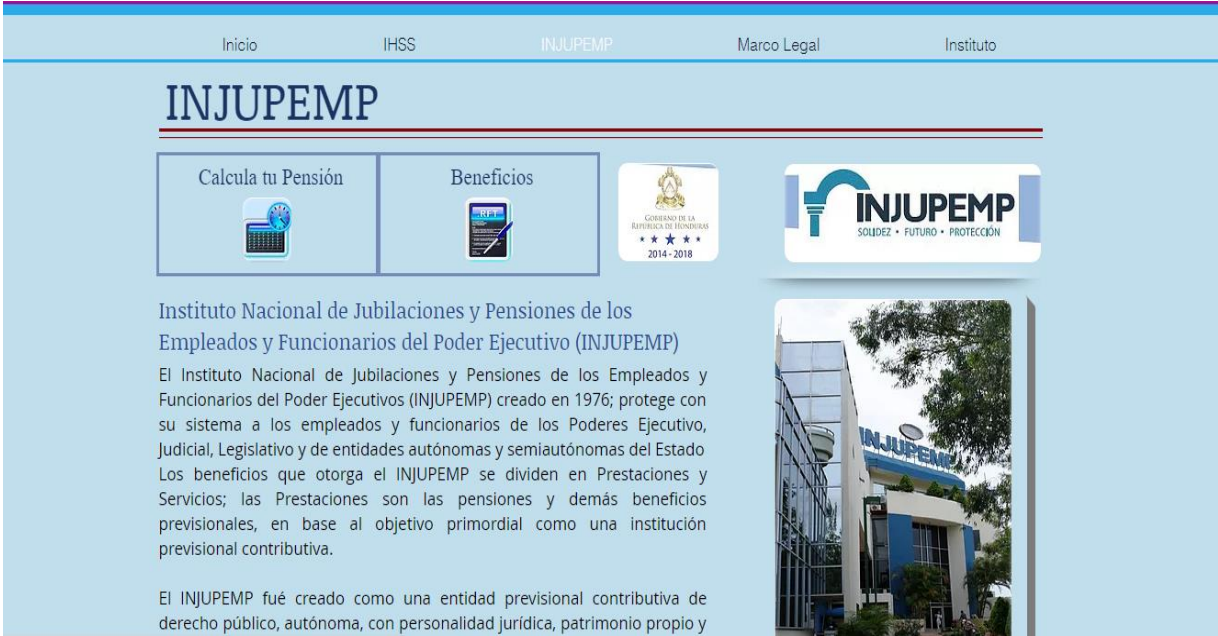 Inicio
IHSS
INJUPEMP
Marco Legal
Instituto
INJUPEMP
Calcula tu Pensión
Beneficios
RFT
GOBIERNO DE LA
REPÚBLICA DE HONDURAS
2014 - 2018
INJUPEMP
SOLIDEZ • FUTURO • PROTECCIÓN
Instituto Nacional de Jubilaciones y Pensiones de los
Empleados y Funcionarios del Poder Ejecutivo (INJUPEMP)
El Instituto Nacional de Jubilaciones y Pensiones de los Empleados y
Funcionarios del Poder Ejecutivos (INJUPEMP) creado en 1976; protege con
su sistema a los empleados y funcionarios de los Poderes Ejecutivo,
Judicial, Legislativo y de entidades autónomas y semiautónomas del Estado
Los beneficios que otorga el INJUPEMP se dividen en Prestaciones y
Servicios; las Prestaciones son las pensiones y demás beneficios
previsionales, en base al objetivo primordial como una institución
previsional contributiva.
El INJUPEMP fué creado como una entidad previsional contributiva de
derecho público, autónoma, con personalidad jurídica, patrimonio propio y
INJUPEMP